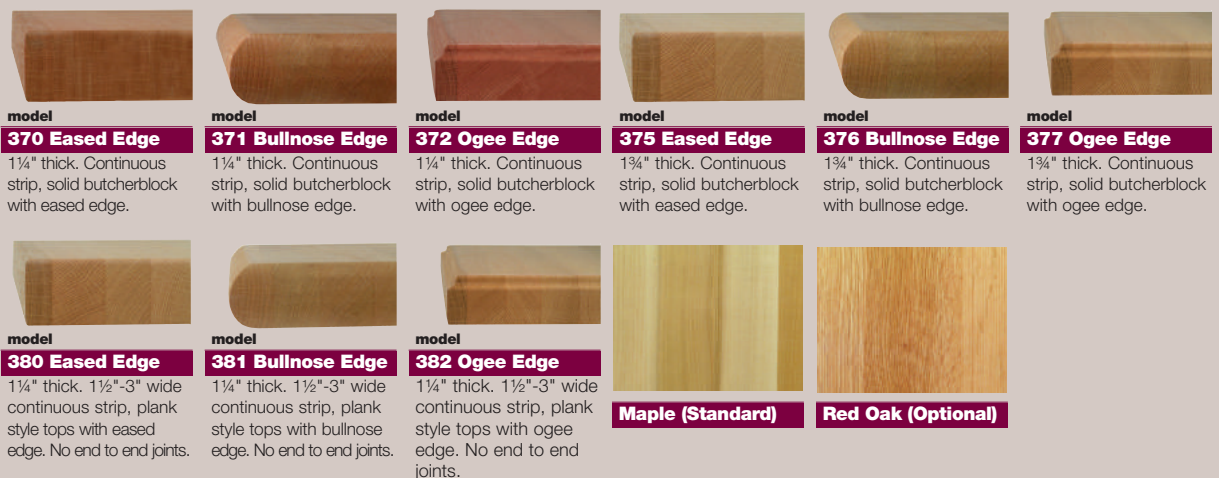 model
370 Eased Edge
1¼" thick. Continuous
strip, solid butcherblock
with eased edge.
model
371 Bullnose Edge
1¼" thick. Continuous
strip, solid butcherblock
with bullnose edge.
model
372 Ogee Edge
1¼" thick. Continuous
strip, solid butcherblock
with ogee edge.
model
375 Eased Edge
1¾" thick. Continuous
strip, solid butcherblock
with eased edge.
model
376 Bullnose Edge
1¾" thick. Continuous
strip, solid butcherblock
with bullnose edge.
model
377 Ogee Edge
1¾" thick. Continuous
strip, solid butcherblock
with ogee edge.
model
380 Eased Edge
1¼" thick. 1½"-3" wide
continuous strip, plank
style tops with eased
edge. No end to end joints.
model
381 Bullnose Edge
1¼" thick. 1½"-3" wide
continuous strip, plank
style tops with bullnose
edge. No end to end joints.
model
382 Ogee Edge
1¼" thick. 1½"-3" wide
continuous strip, plank
style tops with ogee
edge. No end to end
joints.
Maple (Standard)
Red Oak (Optional)